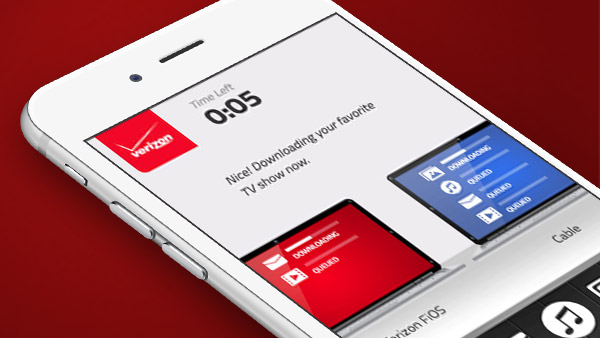 Time Left
0:05
verizon
Nice! Downloading your favorite
TV show now.
DOWNLOADING
QUEUED
QUEUED
QUEUED
DOWNLOADING
QUEUED
Verizon FiOS
Cable